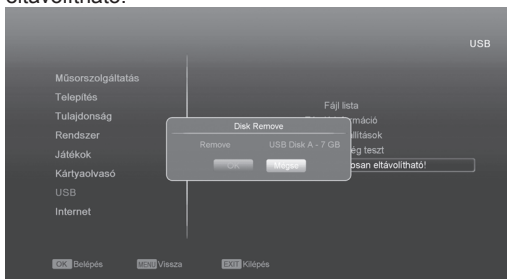 eltávolítható.
USB
Műsorszolgáltatás
Telepítés
Tulajdonság
Rendszer
Játékok
Kártyaolvasó
USB
Internet
Fájl lista
Disk Remove
Remove USB Disk A - 7 GB
OK Mégse
osan eltávolítható!
OK Belépés MENU Vissza EXIT Kilépés